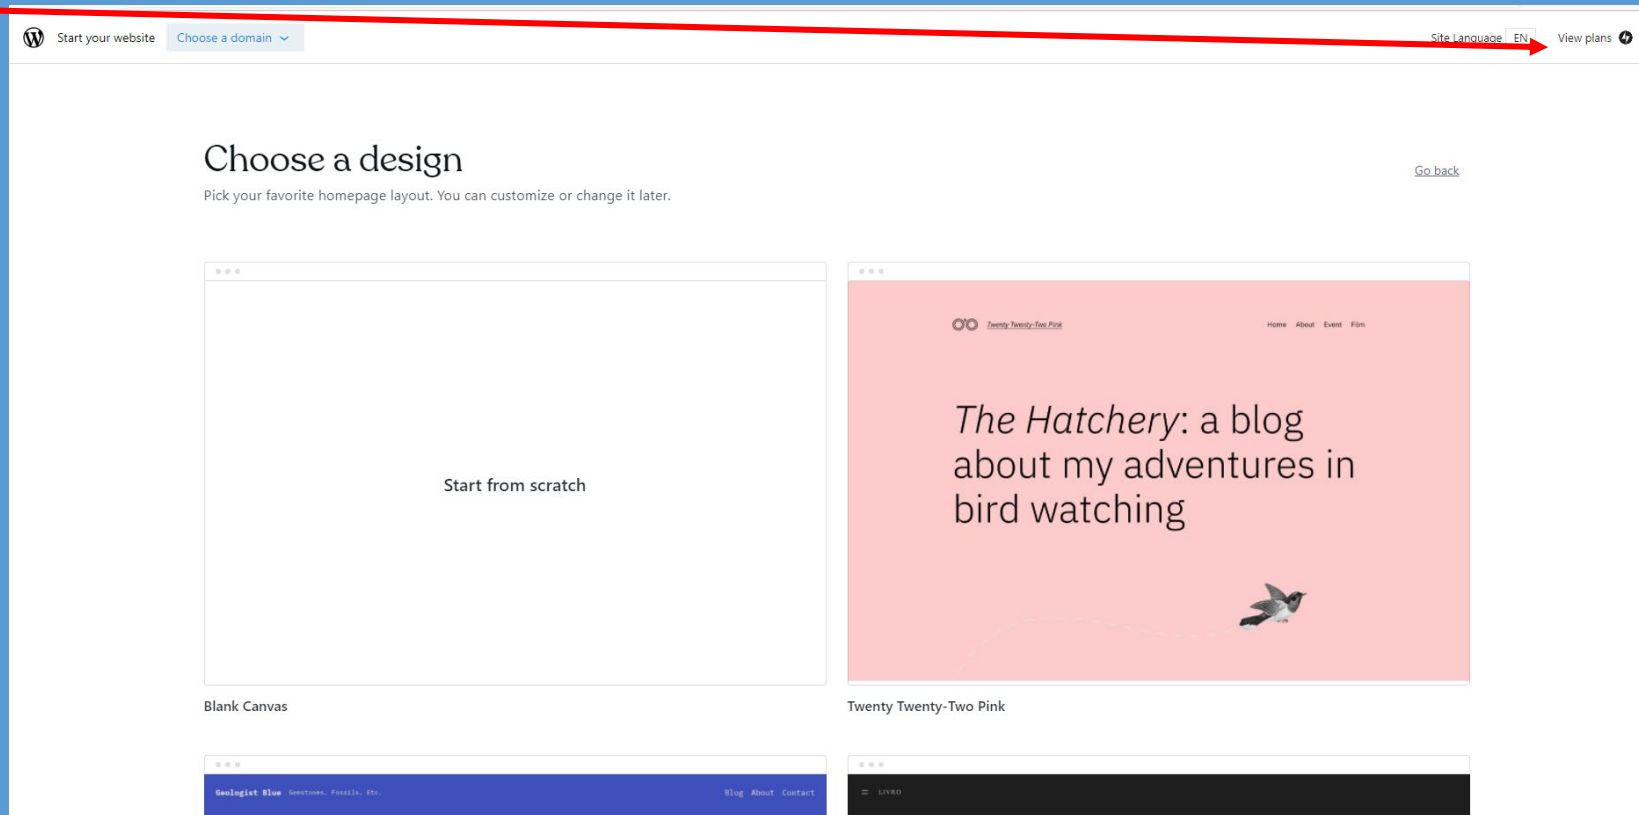 Start your website
Choose a domain
Site Language
EN
View plans
Choose a design
Go back
Pick your favorite homepage layout. You can customize or change it later.
Start from scratch
Twenty Twenty-Two Pink
Home About Event Film
The Hatchery: a blog
about my adventures in
bird watching
Blank Canvas
Twenty Twenty-Two Pink
Geologist Blue Gemstones, Fossils, Etc.
Blog About Contact
LIVRO